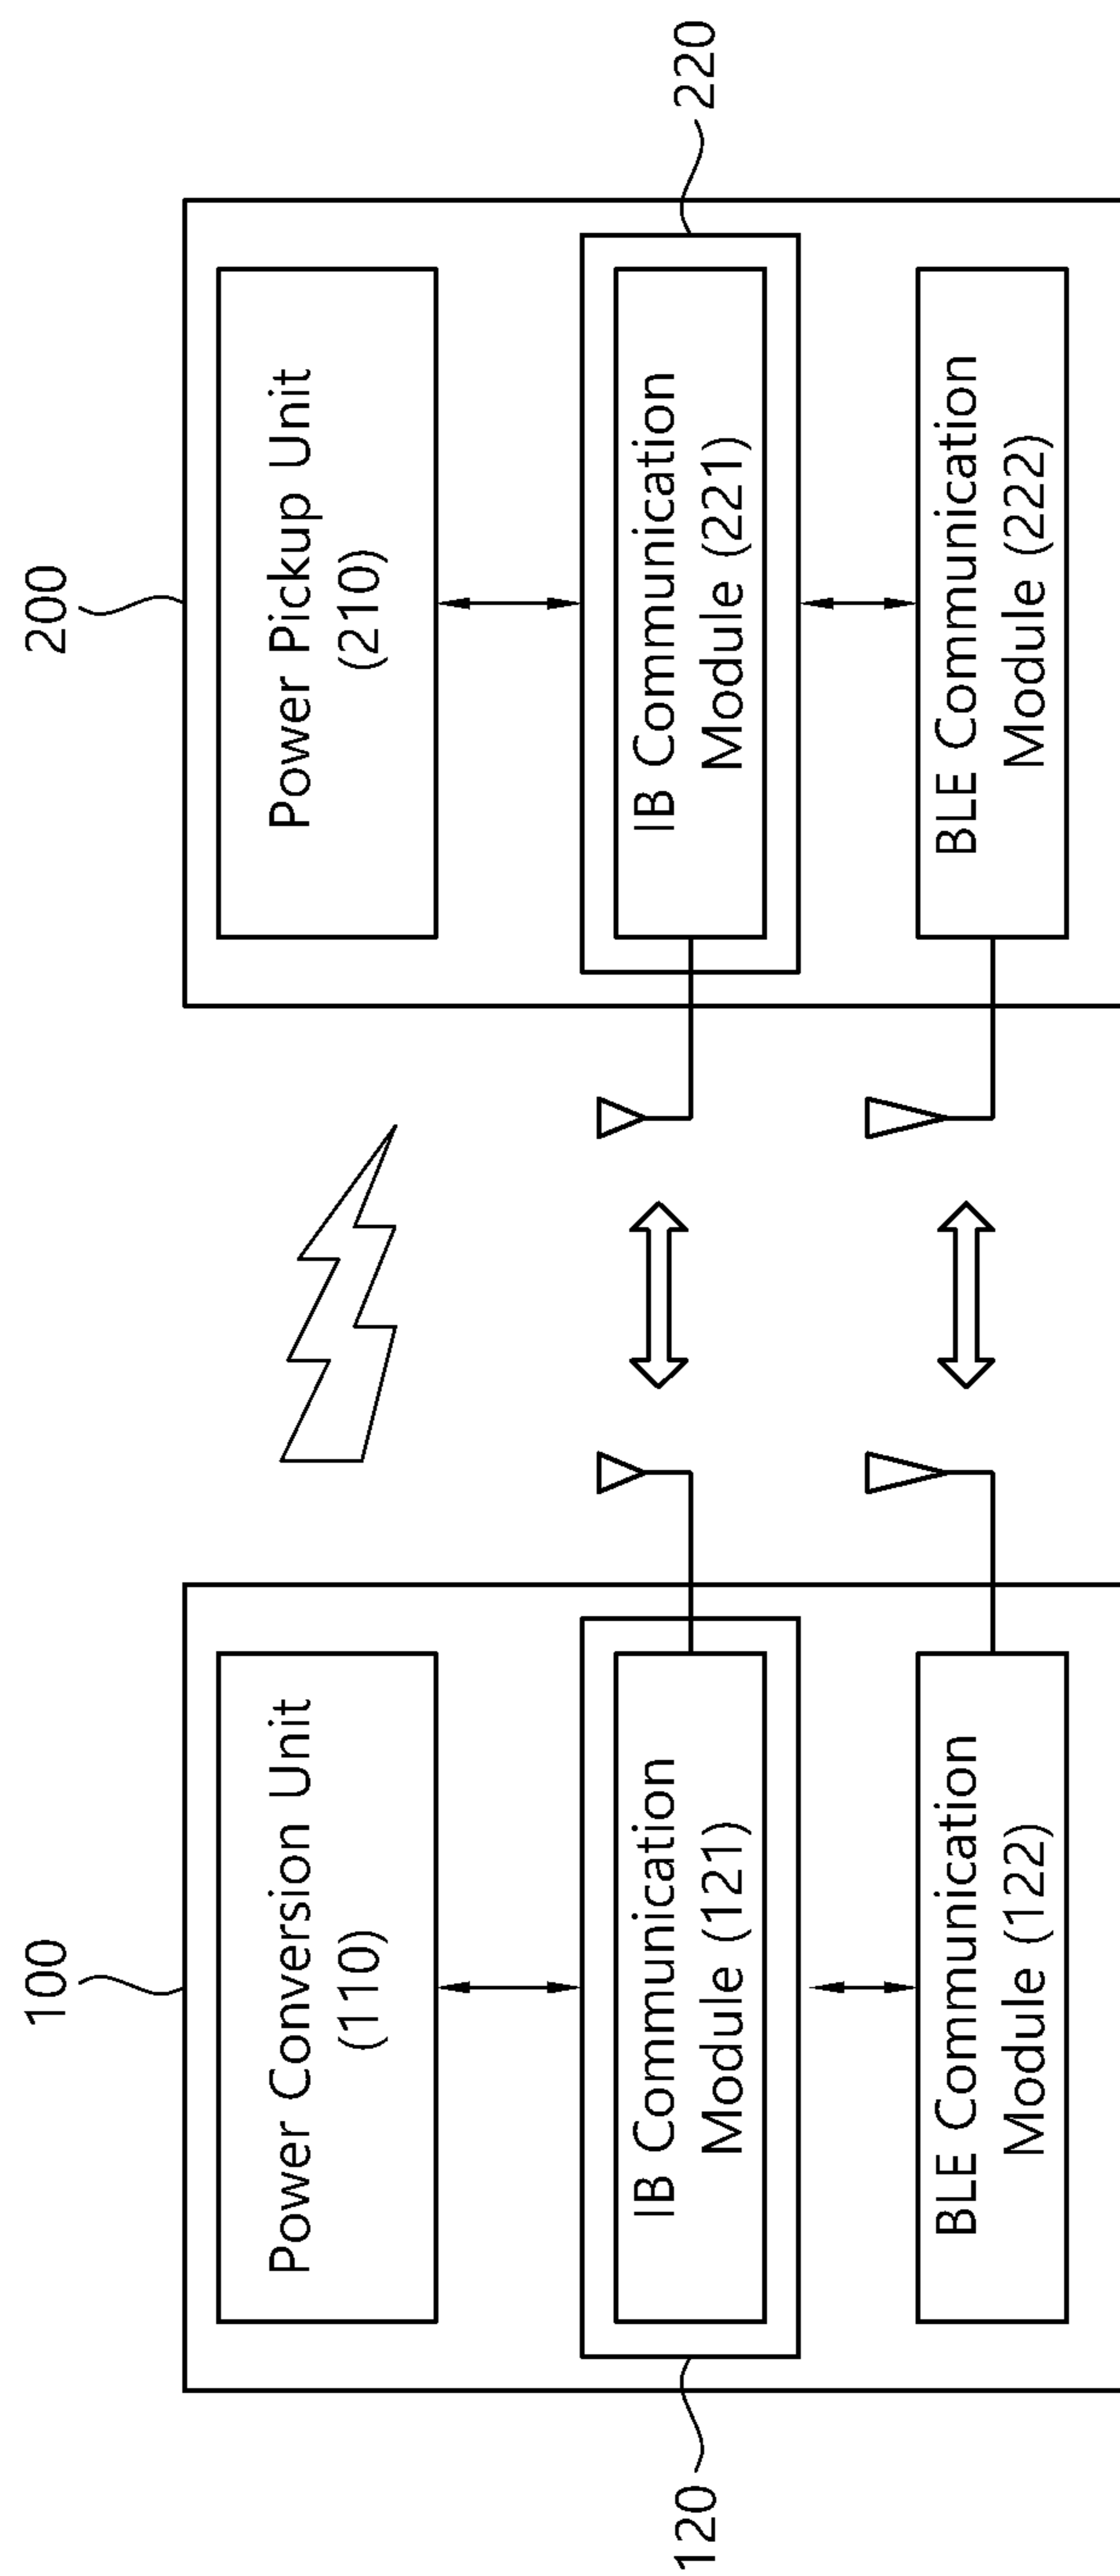 100
200
Power Conversion Unit
(110)
Power Pickup Unit
(210)
IB Communication
Module (121)
IB Communication
Module (221)
120
220
BLE Communication
Module (122)
BLE Communication
Module (222)